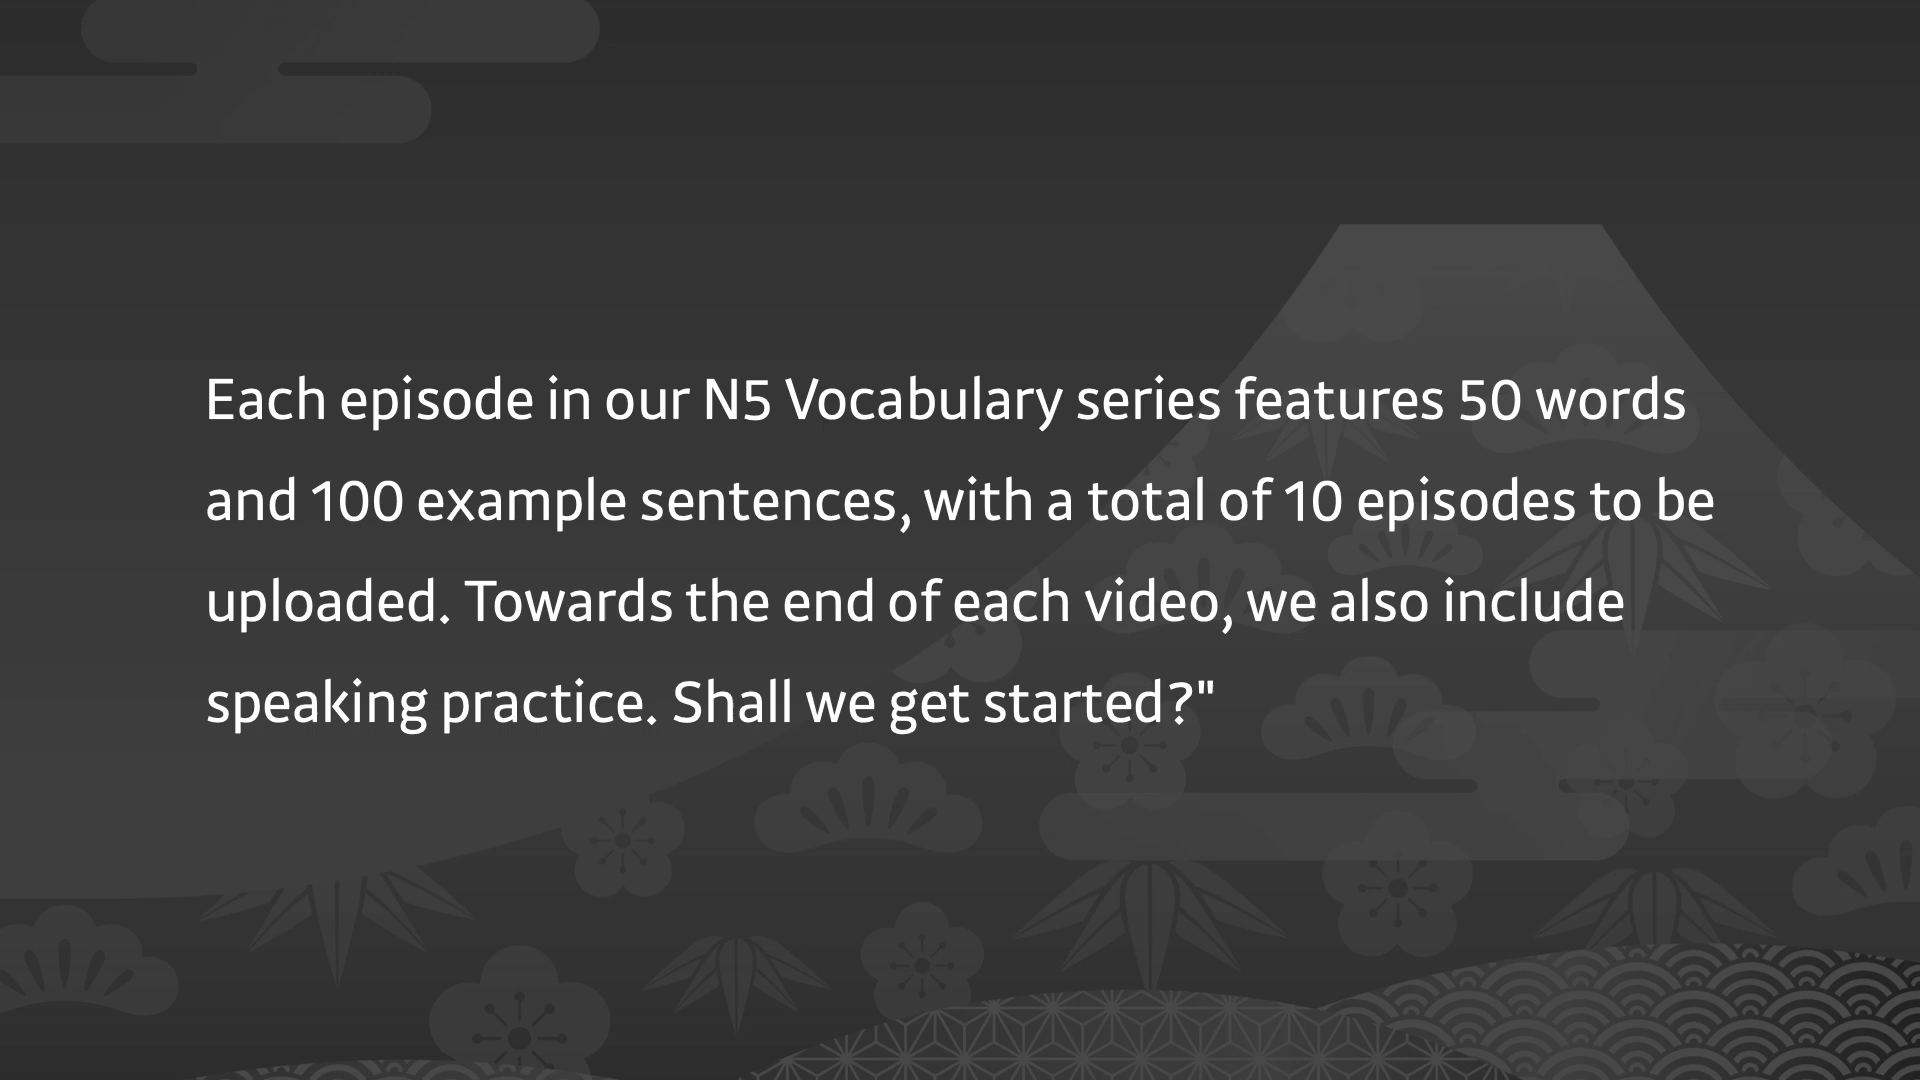 Each episode in our N5 Vocabulary series features 50 words
and 100 example sentences, with a total of 10 episodes to be
uploaded. Towards the end of each video, we also include
speaking practice. Shall we get started?"